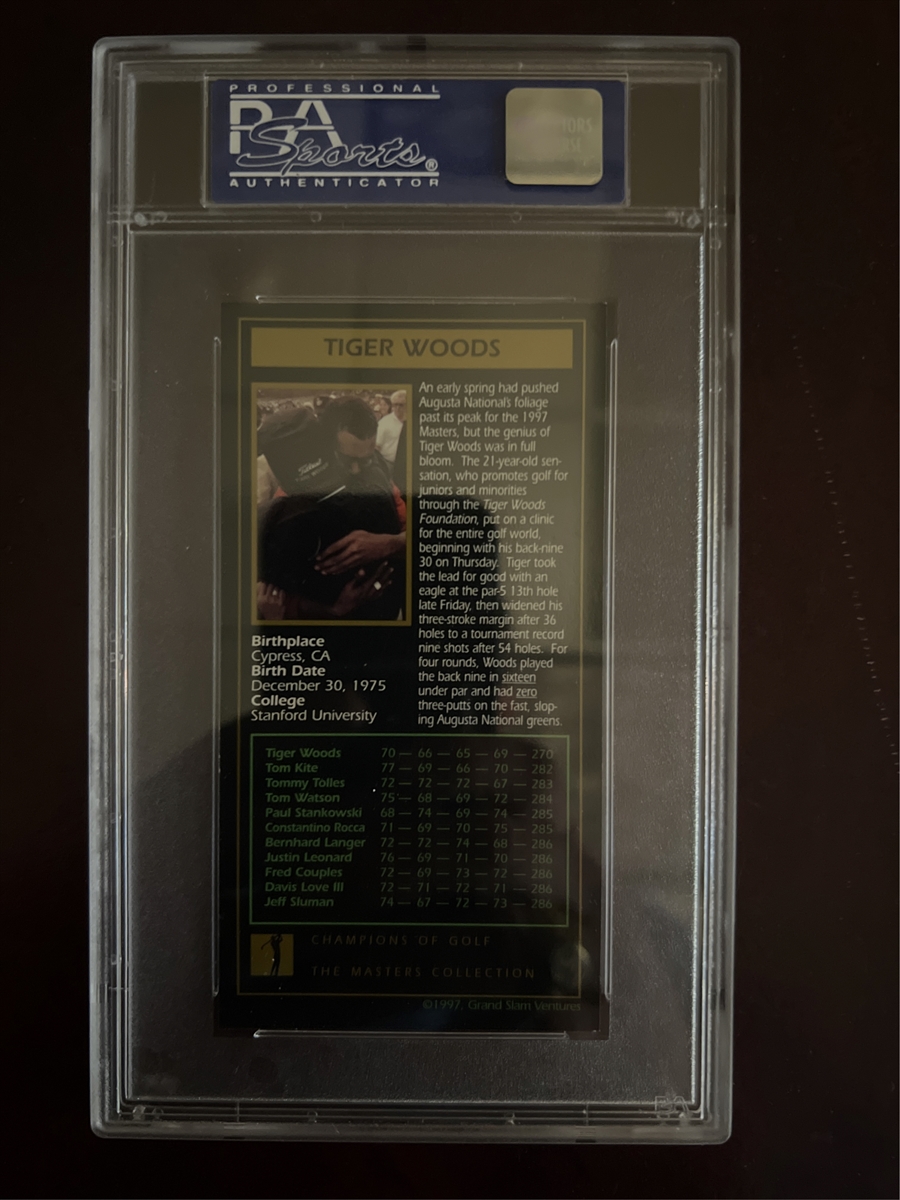 PROFESSIONAL
PSA
Sports®
AUTHENTICATOR
TIGER WOODS
An early spring had pushed
Augusta National's foliage
past its peak for the 1997
Masters, but the genius of
Tiger Woods was in full
bloom. The 21-year-old sen-
sation, who promotes golf for
juniors and minorities
through the Tiger Woods
Foundation, put on a clinic
for the entire golf world,
beginning with his back-nine
30 on Thursday. Tiger took
the lead for good with an
eagle at the par-5 13th hole
late Friday, then widened his
three-stroke margin after 36
holes to a tournament record
nine shots after 54 holes. For
four rounds, Woods played
the back nine in sixteen
under par and had zero
three-putts on the fast, slop-
ing Augusta National greens.
Titleist
Birthplace
Cypress, CA
Birth Date
December 30, 1975
College
Stanford University
Tiger Woods 70 — 66 — 65 — 69 — 270
Tom Kite 77 — 69 — 66 — 70 — 282
Tommy Tolles 72 — 72 — 72 — 67 — 283
Tom Watson 75 — 68 — 69 — 72 — 284
Paul Stankowski 68 — 74 — 69 — 74 — 285
Constantino Rocca 71 — 69 — 70 — 75 — 285
Bernhard Langer 72 — 72 — 74 — 68 — 286
Justin Leonard 76 — 69 — 71 — 70 — 286
Fred Couples 72 — 69 — 73 — 72 — 286
Davis Love III 72 — 71 — 72 — 71 — 286
Jeff Sluman 74 — 67 — 72 — 73 — 286
CHAMPIONS OF GOLF
THE MASTERS COLLECTION
©1997, Grand Slam Ventures
PSA